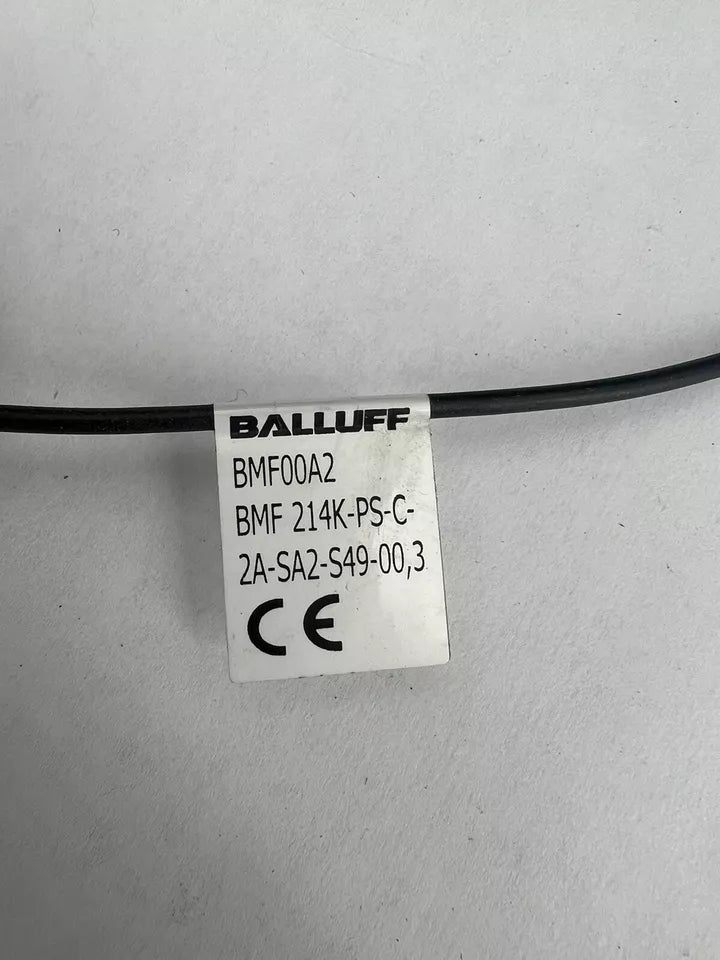 BALLUFF
BMF00A2
BMF 214K-PS-C-
2A-SA2-S49-00,3
CE